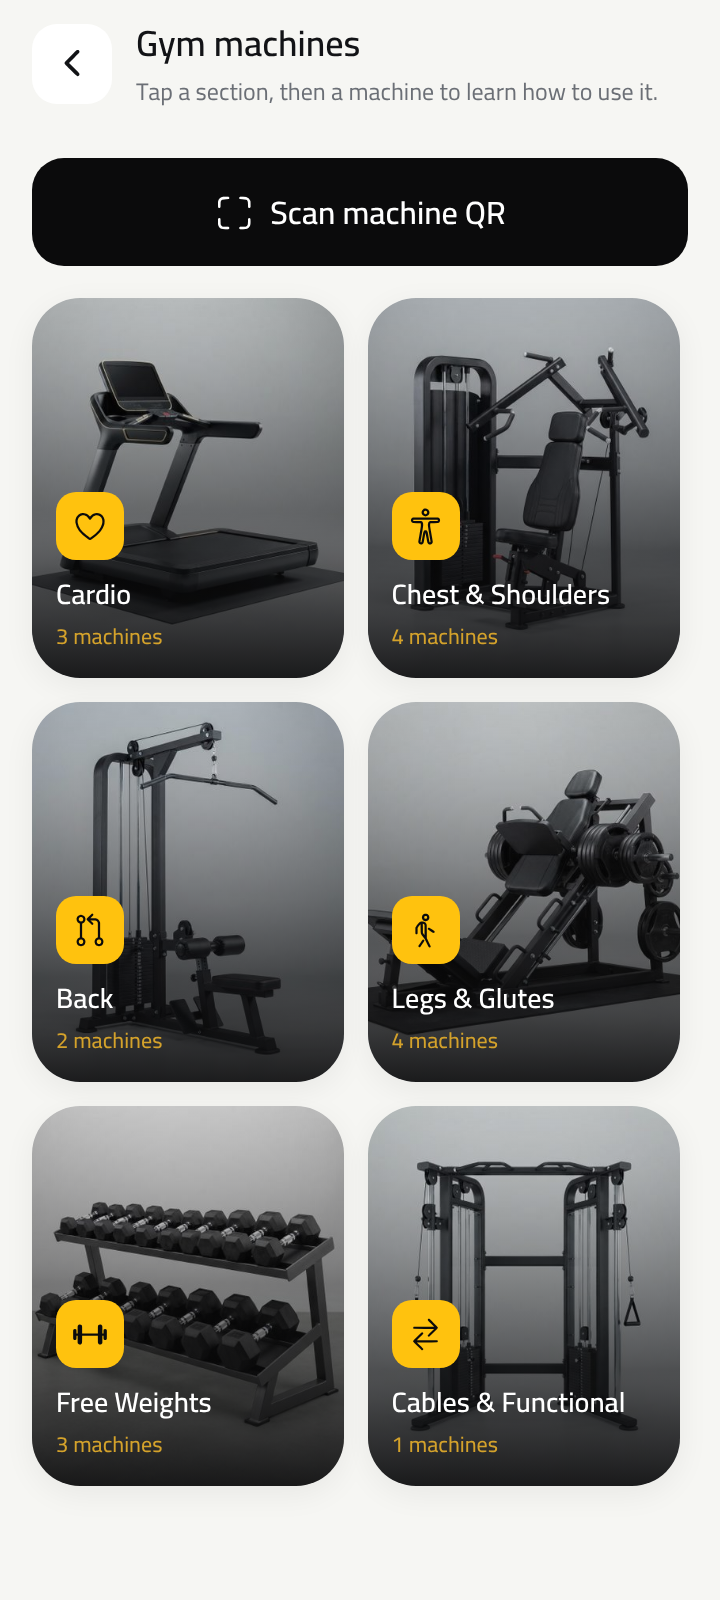 Gym machines
Tap a section, then a machine to learn how to use it.
Scan machine QR
Cardio
3 machines
Chest & Shoulders
4 machines
Back
2 machines
Legs & Glutes
4 machines
Free Weights
3 machines
Cables & Functional
1 machines